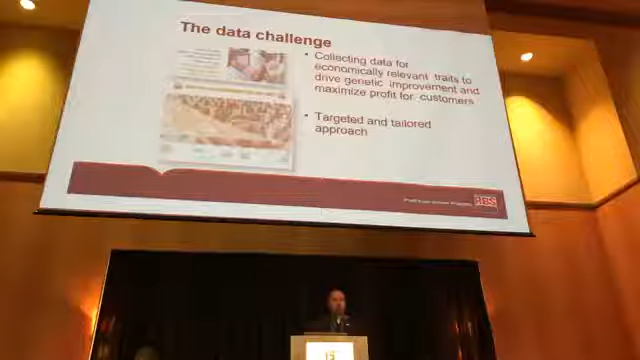 The data challenge
• Collecting data for
economically relevant traits to
drive genetic improvement and
maximize profit for customers
• Targeted and tailored
approach
ABS